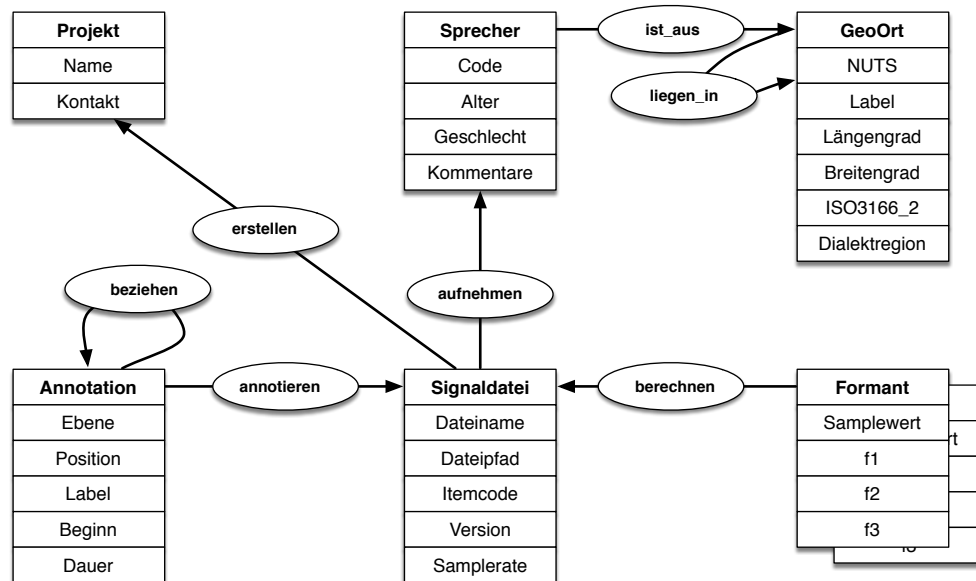 Projekt
Name
Kontakt
Sprecher
Code
Alter
Geschlecht
Kommentare
ist_aus
liegen_in
GeoOrt
NUTS
Label
Längengrad
Breitengrad
ISO3166_2
Dialektregion
erstellen
aufnehmen
beziehen
Annotation
Ebene
Position
Label
Beginn
Dauer
annotieren
Signaldatei
Dateiname
Dateipfad
Itemcode
Version
Samplerate
berechnen
Formant
Samplewert
f1
f2
f3